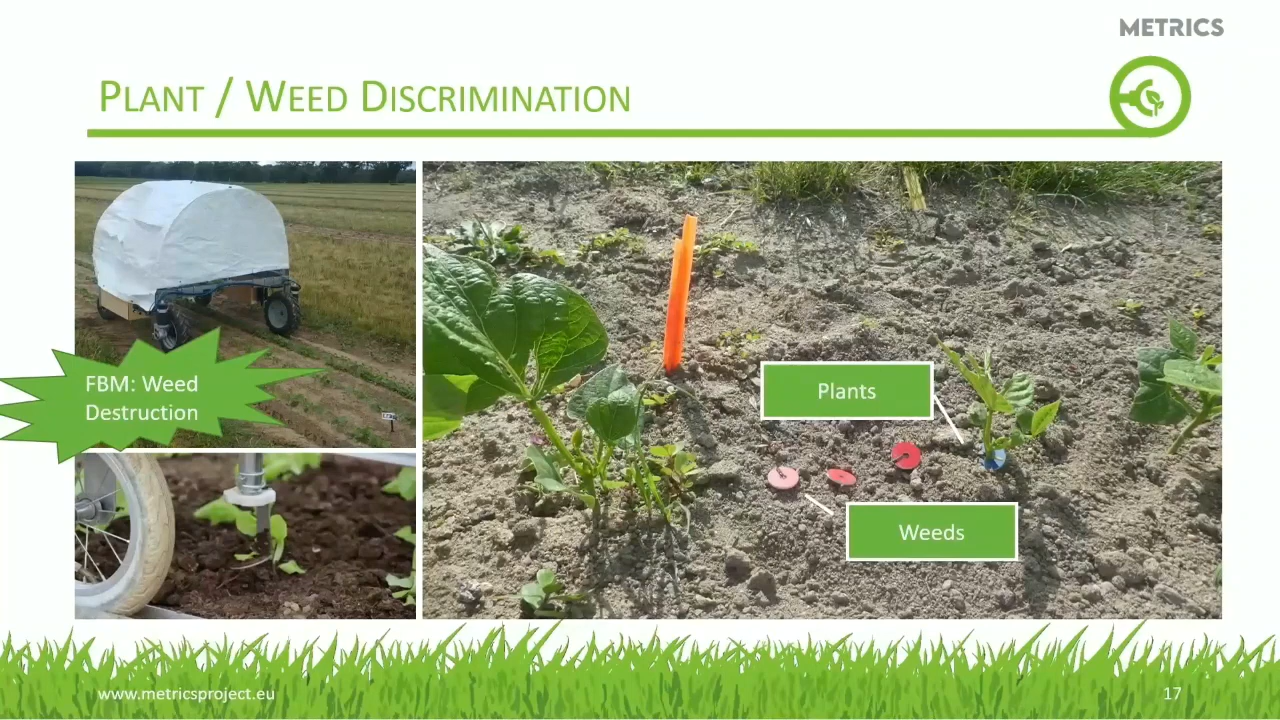 METRICS
PLANT / WEED DISCRIMINATION
FBM: Weed
Destruction
Plants
Weeds
www.metricsproject.eu
17